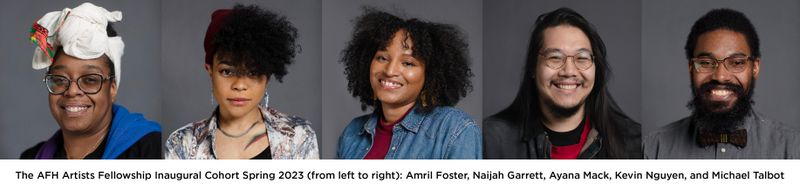 The AFH Artists Fellowship Inaugural Cohort Spring 2023 (from left to right): Amril Foster, Naijah Garrett, Ayana Mack, Kevin Nguyen, and Michael Talbot